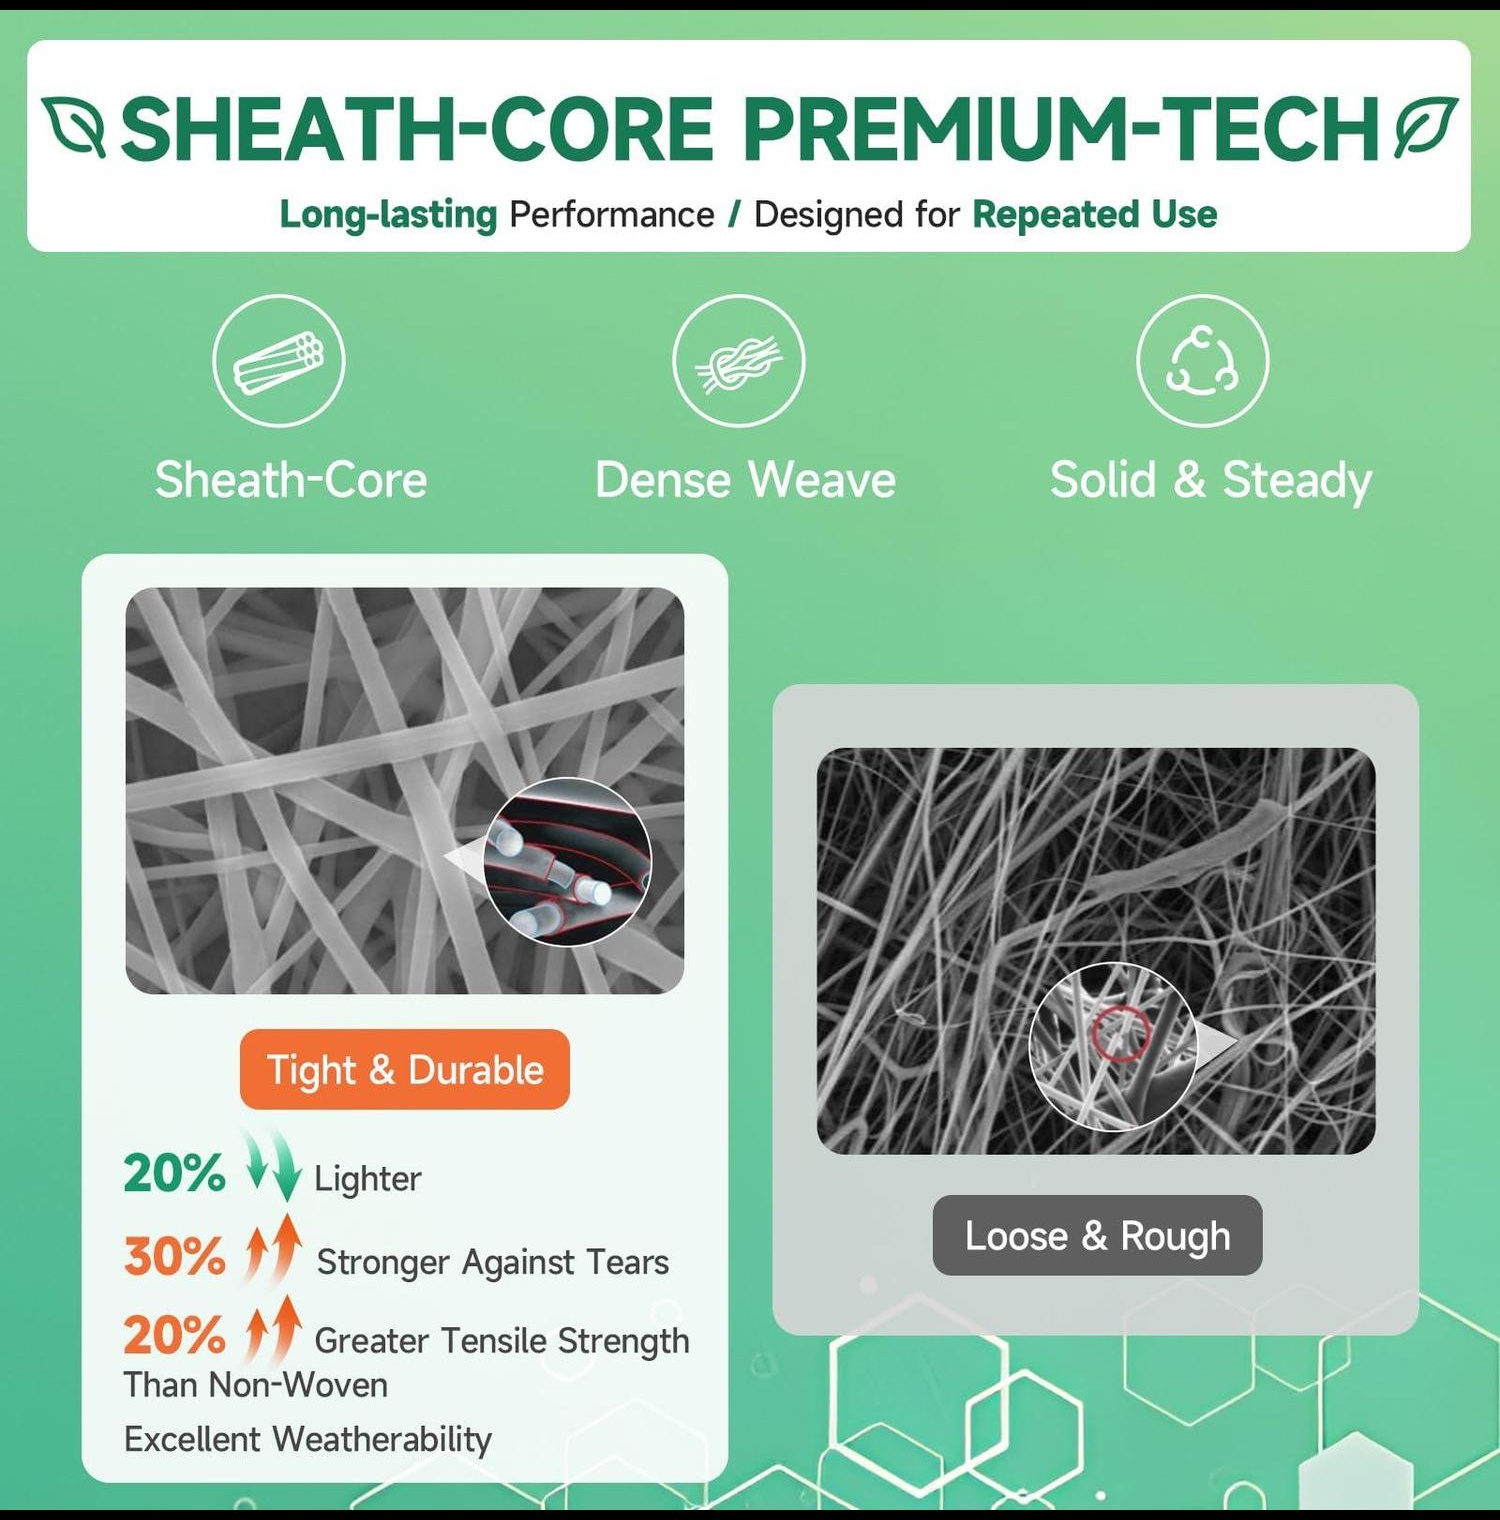 SHEATH-CORE PREMIUM-TECH
Long-lasting Performance / Designed for Repeated Use
Sheath-Core
Dense Weave
Solid & Steady
Tight & Durable
20% Lighter
30% Stronger Against Tears
20% Greater Tensile Strength
Than Non-Woven
Excellent Weatherability
Loose & Rough